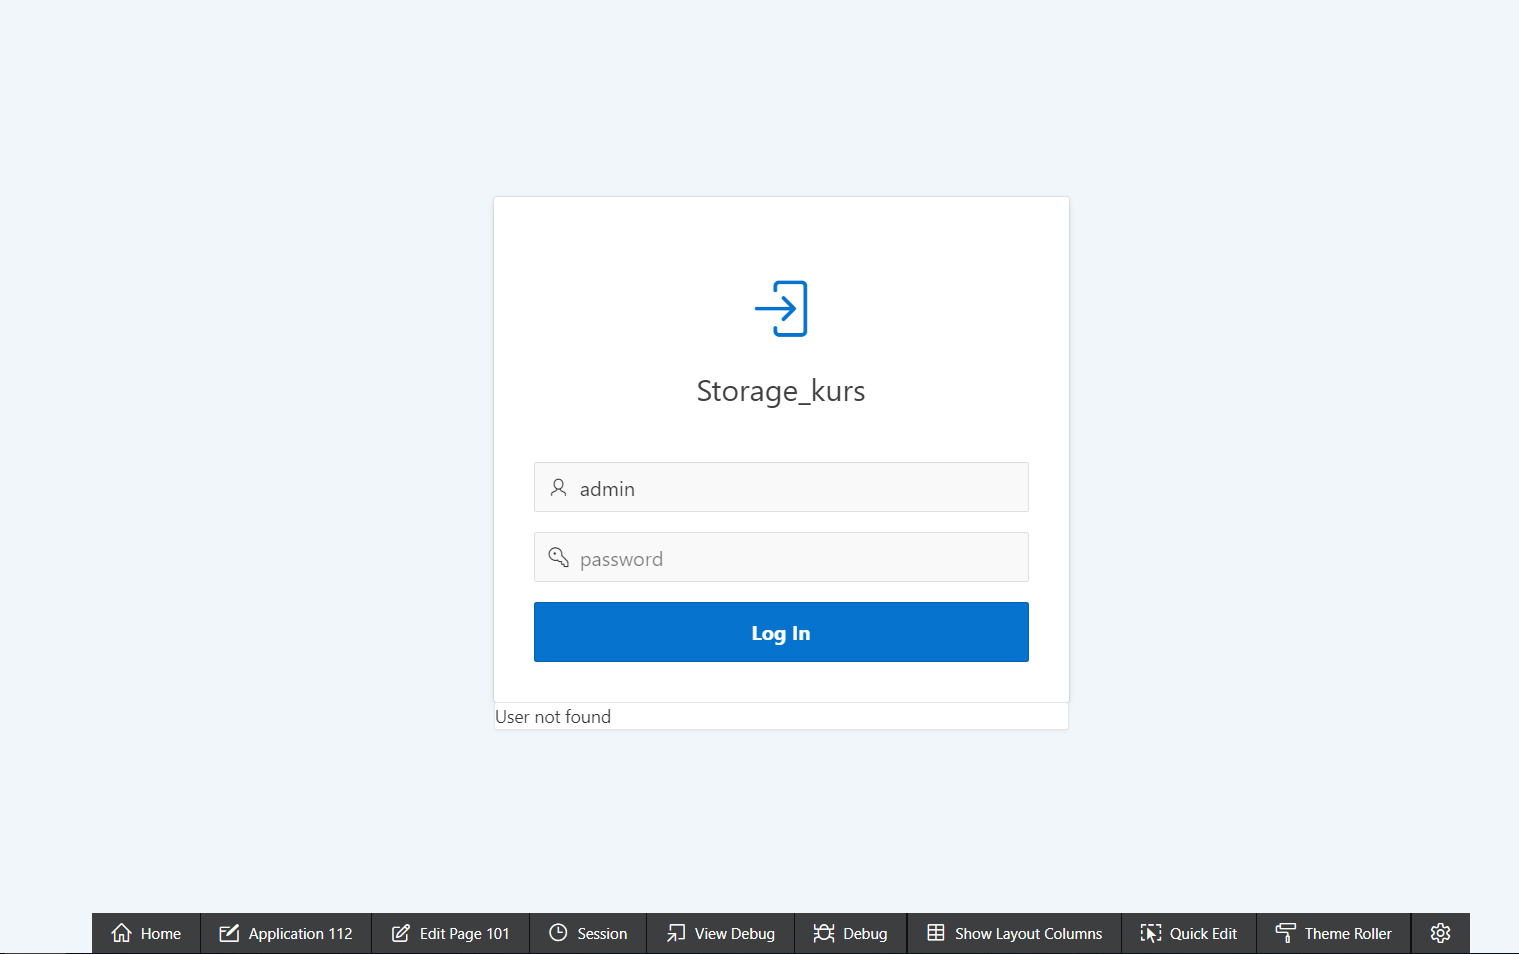 Storage_kurs
admin
password
Log In
User not found
Home Application 112 Edit Page 101 Session View Debug Debug Show Layout Columns Quick Edit Theme Roller